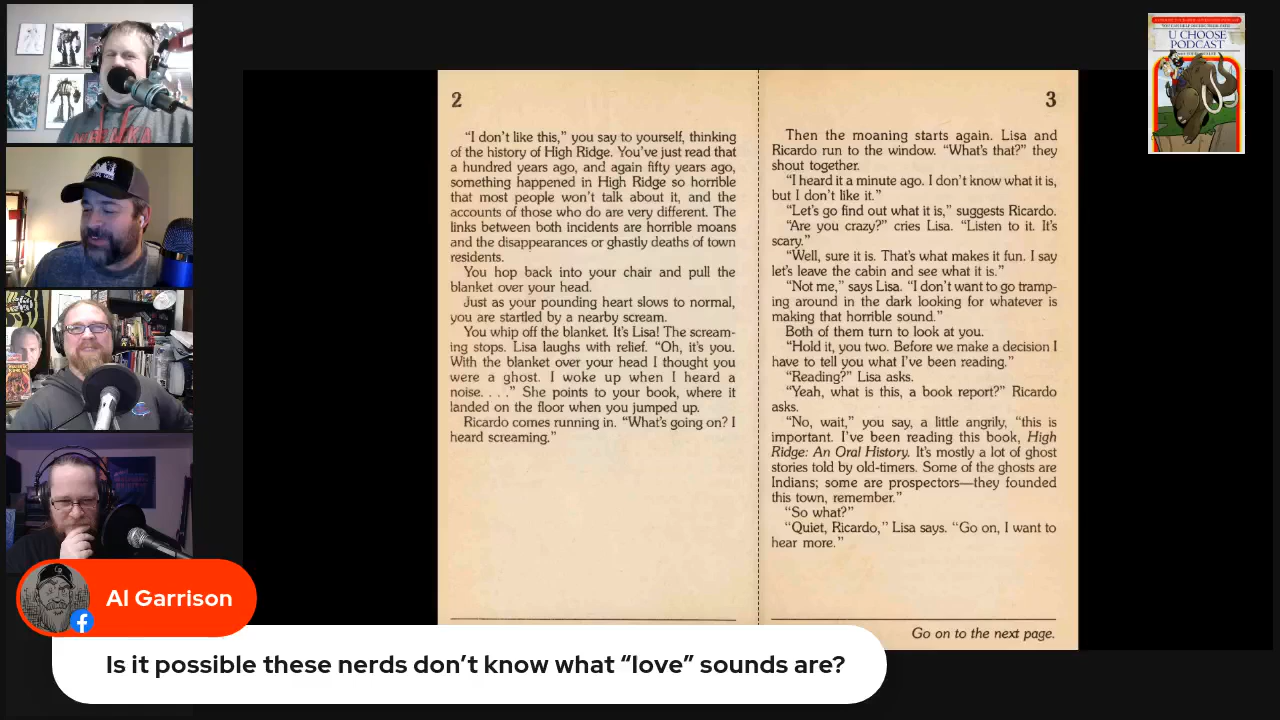 U CHOOSE
PODCAST
2
“I don’t like this,” you say to yourself, thinking
of the history of High Ridge. You’ve just read that
a hundred years ago, and again fifty years ago,
something happened in High Ridge so horrible
that most people won’t talk about it, and the
accounts of those who do are very different. The
links between both incidents are horrible moans
and the disappearances or ghastly deaths of town
residents.
You hop back into your chair and pull the
blanket over your head.
Just as your pounding heart slows to normal,
you are startled by a nearby scream.
You whip off the blanket. It’s Lisa! The scream-
ing stops. Lisa laughs with relief. “Oh, it’s you.
With the blanket over your head I thought you
were a ghost. I woke up when I heard a
noise. . . .” She points to your book, where it
landed on the floor when you jumped up.
Ricardo comes running in. “What’s going on? I
heard screaming.”
3
Then the moaning starts again. Lisa and
Ricardo run to the window. “What’s that?” they
shout together.
“I heard it a minute ago. I don’t know what it is,
but I don’t like it.”
“Let’s go find out what it is,” suggests Ricardo.
“Are you crazy?” cries Lisa. “Listen to it. It’s
scary.”
“Well, sure it is. That’s what makes it fun. I say
let’s leave the cabin and see what it is.”
“Not me,” says Lisa. “I don’t want to go tramp-
ing around in the dark looking for whatever is
making that horrible sound.”
Both of them turn to look at you.
“Hold it, you two. Before we make a decision I
have to tell you what I’ve been reading.”
“Reading?” Lisa asks.
“Yeah, what is this, a book report?” Ricardo
asks.
“No, wait,” you say, a little angrily, “this is
important. I’ve been reading this book, High
Ridge: An Oral History. It’s mostly a lot of ghost
stories told by old-timers. Some of the ghosts are
Indians; some are prospectors—they founded
this town, remember.”
“So what?”
“Quiet, Ricardo,” Lisa says. “Go on, I want to
hear more.”
Go on to the next page.
Al Garrison
Is it possible these nerds don’t know what “love” sounds are?